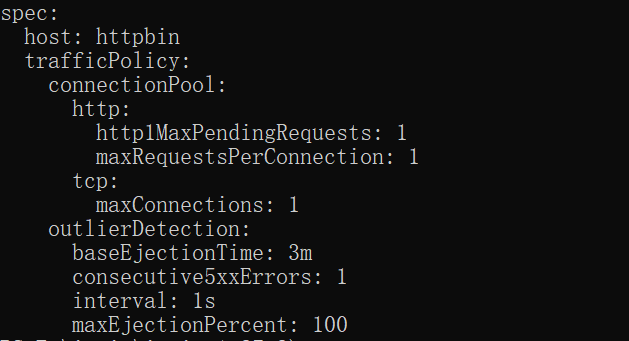 spec:
  host: httpbin
  trafficPolicy:
    connectionPool:
      http:
        http1MaxPendingRequests: 1
        maxRequestsPerConnection: 1
      tcp:
        maxConnections: 1
    outlierDetection:
      baseEjectionTime: 3m
      consecutive5xxErrors: 1
      interval: 1s
      maxEjectionPercent: 100